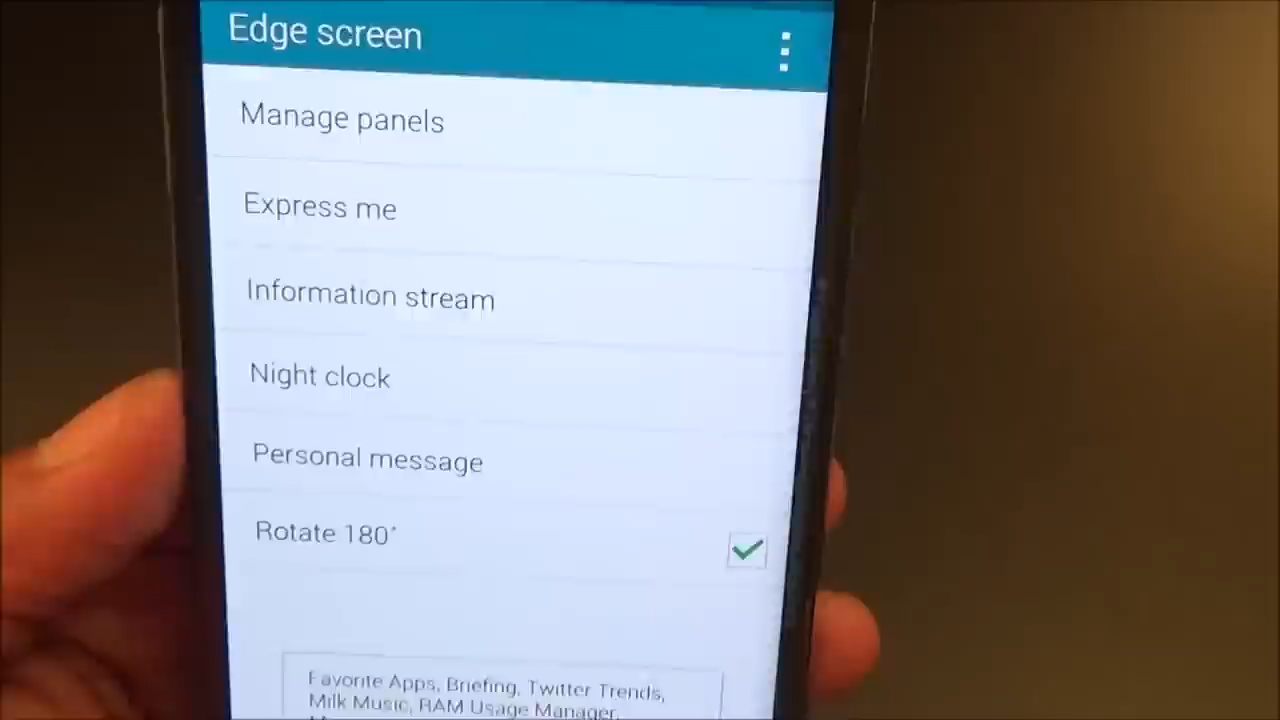 Edge screen
Manage panels
Express me
Information stream
Night clock
Personal message
Rotate 180°
Favorite Apps, Briefing, Twitter Trends,
Milk Music, RAM Usage Manager,